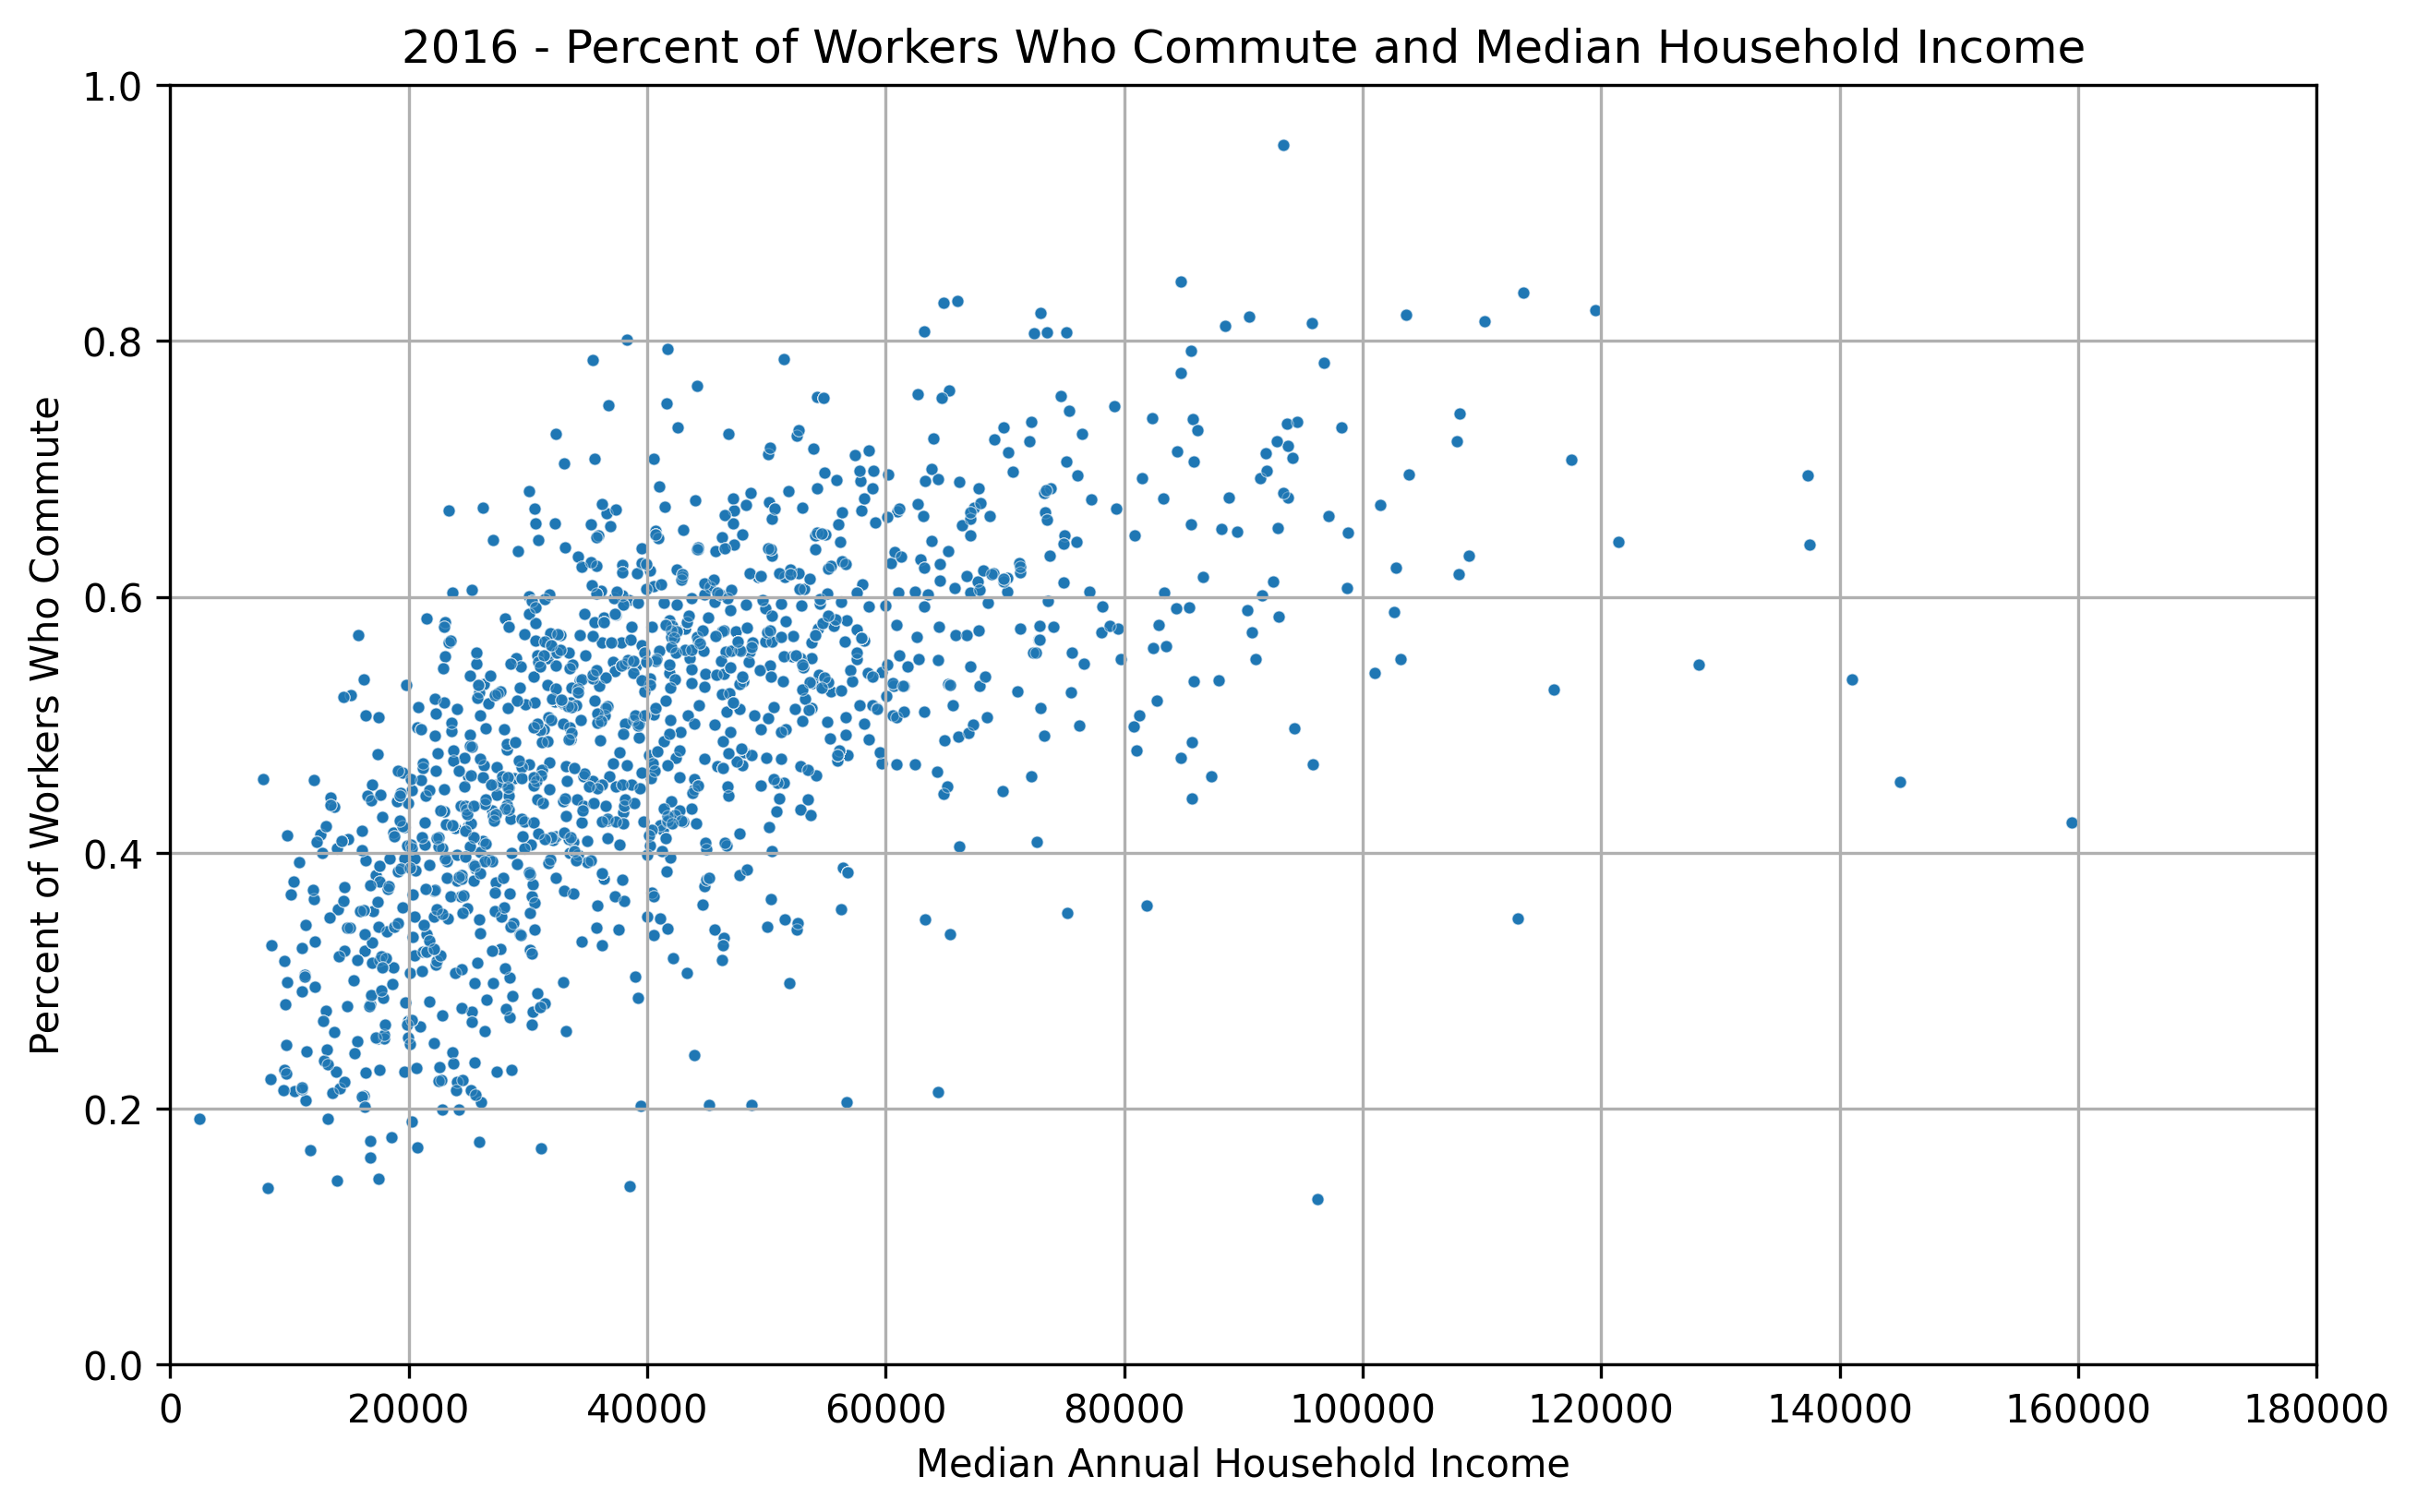 2016 - Percent of Workers Who Commute and Median Household Income
1.0
0.8
0.6
0.4
0.2
0.0
Percent of Workers Who Commute
0 20000 40000 60000 80000 100000 120000 140000 160000 180000
Median Annual Household Income